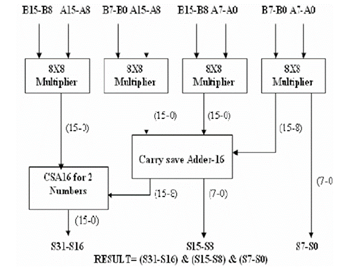 B15-B8 A15-A8 B7-B0 A15-A8 B15-B8 A7-A0 B7-B0 A7-A0
8X8 Multiplier 8X8 Multiplier 8X8 Multiplier 8X8 Multiplier
(15-0) (15-0) (15-0) (15-8)
(7-0)
Carry save Adder-16
CSA16 for 2 Numbers
(15-8) (7-0)
(15-0)
S31-S16 S15-S8 S7-S0
RESULT= (S31-S16) & (S15-S8) & (S7-S0)